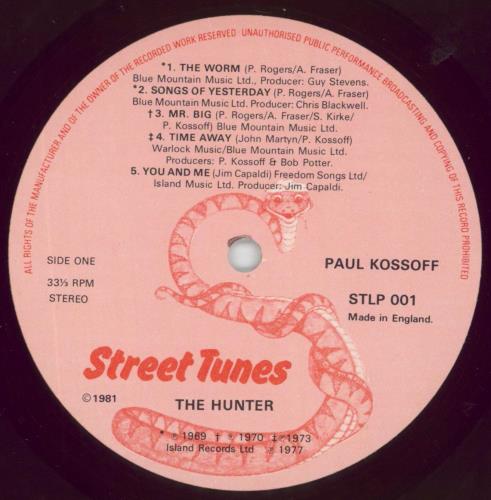 ALL RIGHTS OF THE MANUFACTURER AND OF THE OWNER OF THE RECORDED WORK RESERVED · UNAUTHORISED PUBLIC PERFORMANCE BROADCASTING AND COPYING OF THIS RECORD PROHIBITED
*1. THE WORM (P. Rogers/A. Fraser)
Blue Mountain Music Ltd., Producer: Guy Stevens.
*2. SONGS OF YESTERDAY (P. Rogers/A. Fraser)
Blue Mountain Music Ltd. Producer: Chris Blackwell.
†3. MR. BIG (P. Rogers/A. Fraser/S. Kirke/
P. Kossoff) Blue Mountain Music Ltd.
‡4. TIME AWAY (John Martyn/P. Kossoff)
Warlock Music/Blue Mountain Music Ltd.
Producers: P. Kossoff & Bob Potter.
5. YOU AND ME (Jim Capaldi) Freedom Songs Ltd/
Island Music Ltd. Producer: Jim Capaldi.
SIDE ONE
33⅓ RPM
STEREO
PAUL KOSSOFF
STLP 001
Made in England.
Street Tunes
©1981
THE HUNTER
* ℗1969 † ℗1970 ‡℗1973
Island Records Ltd ℗1977